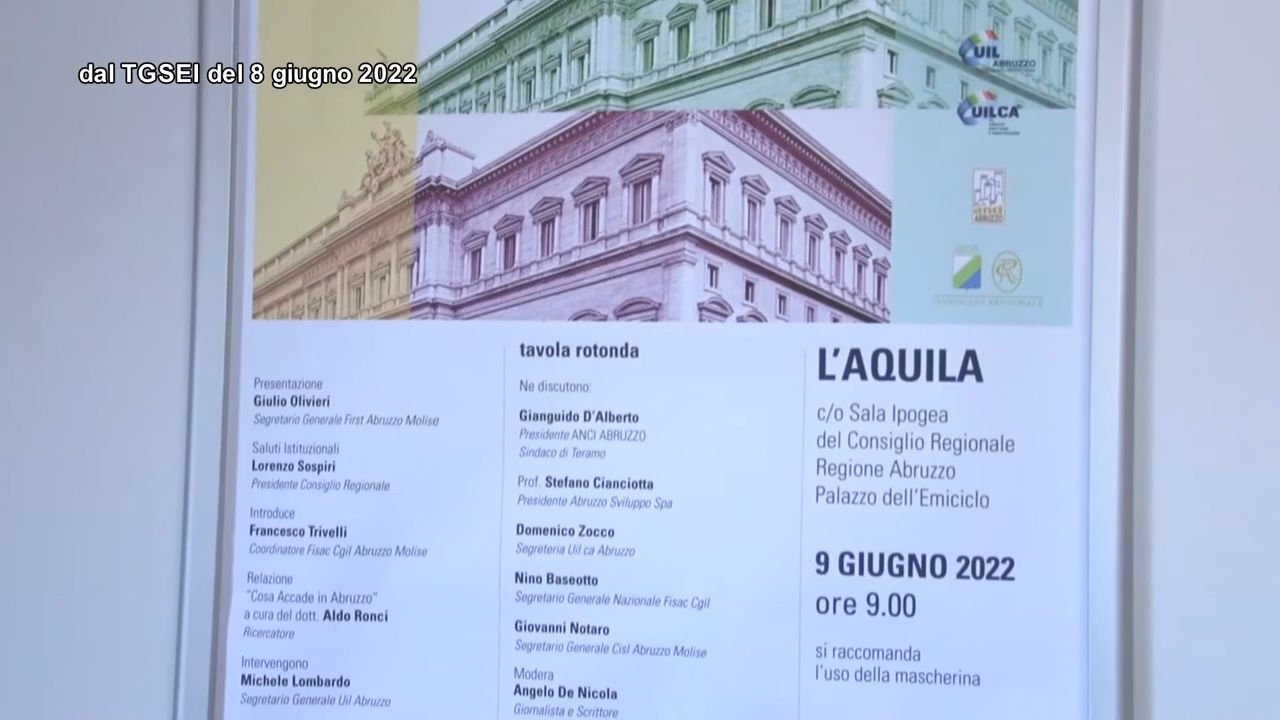 dal TGSEI del 8 giugno 2022
UIL
ABRUZZO
UILCA
anci
ABRUZZO
CONSIGLIO REGIONALE
Presentazione
Giulio Olivieri
Segretario Generale First Abruzzo Molise
Saluti Istituzionali
Lorenzo Sospiri
Presidente Consiglio Regionale
Introduce
Francesco Trivelli
Coordinatore Fisac Cgil Abruzzo Molise
Relazione
"Cosa Accade in Abruzzo"
a cura del dott. Aldo Ronci
Ricercatore
Intervengono
Michele Lombardo
Segretario Generale Uil Abruzzo
tavola rotonda
Ne discutono:
Gianguido D'Alberto
Presidente ANCI ABRUZZO
Sindaco di Teramo
Prof. Stefano Cianciotta
Presidente Abruzzo Sviluppo Spa
Domenico Zocco
Segreteria Uil.ca Abruzzo
Nino Baseotto
Segretario Generale Nazionale Fisac Cgil
Giovanni Notaro
Segretario Generale Cisl Abruzzo Molise
Modera
Angelo De Nicola
Giornalista e Scrittore
L'AQUILA
c/o Sala Ipogea
del Consiglio Regionale
Regione Abruzzo
Palazzo dell'Emiciclo
9 GIUGNO 2022
ore 9.00
si raccomanda
l'uso della mascherina